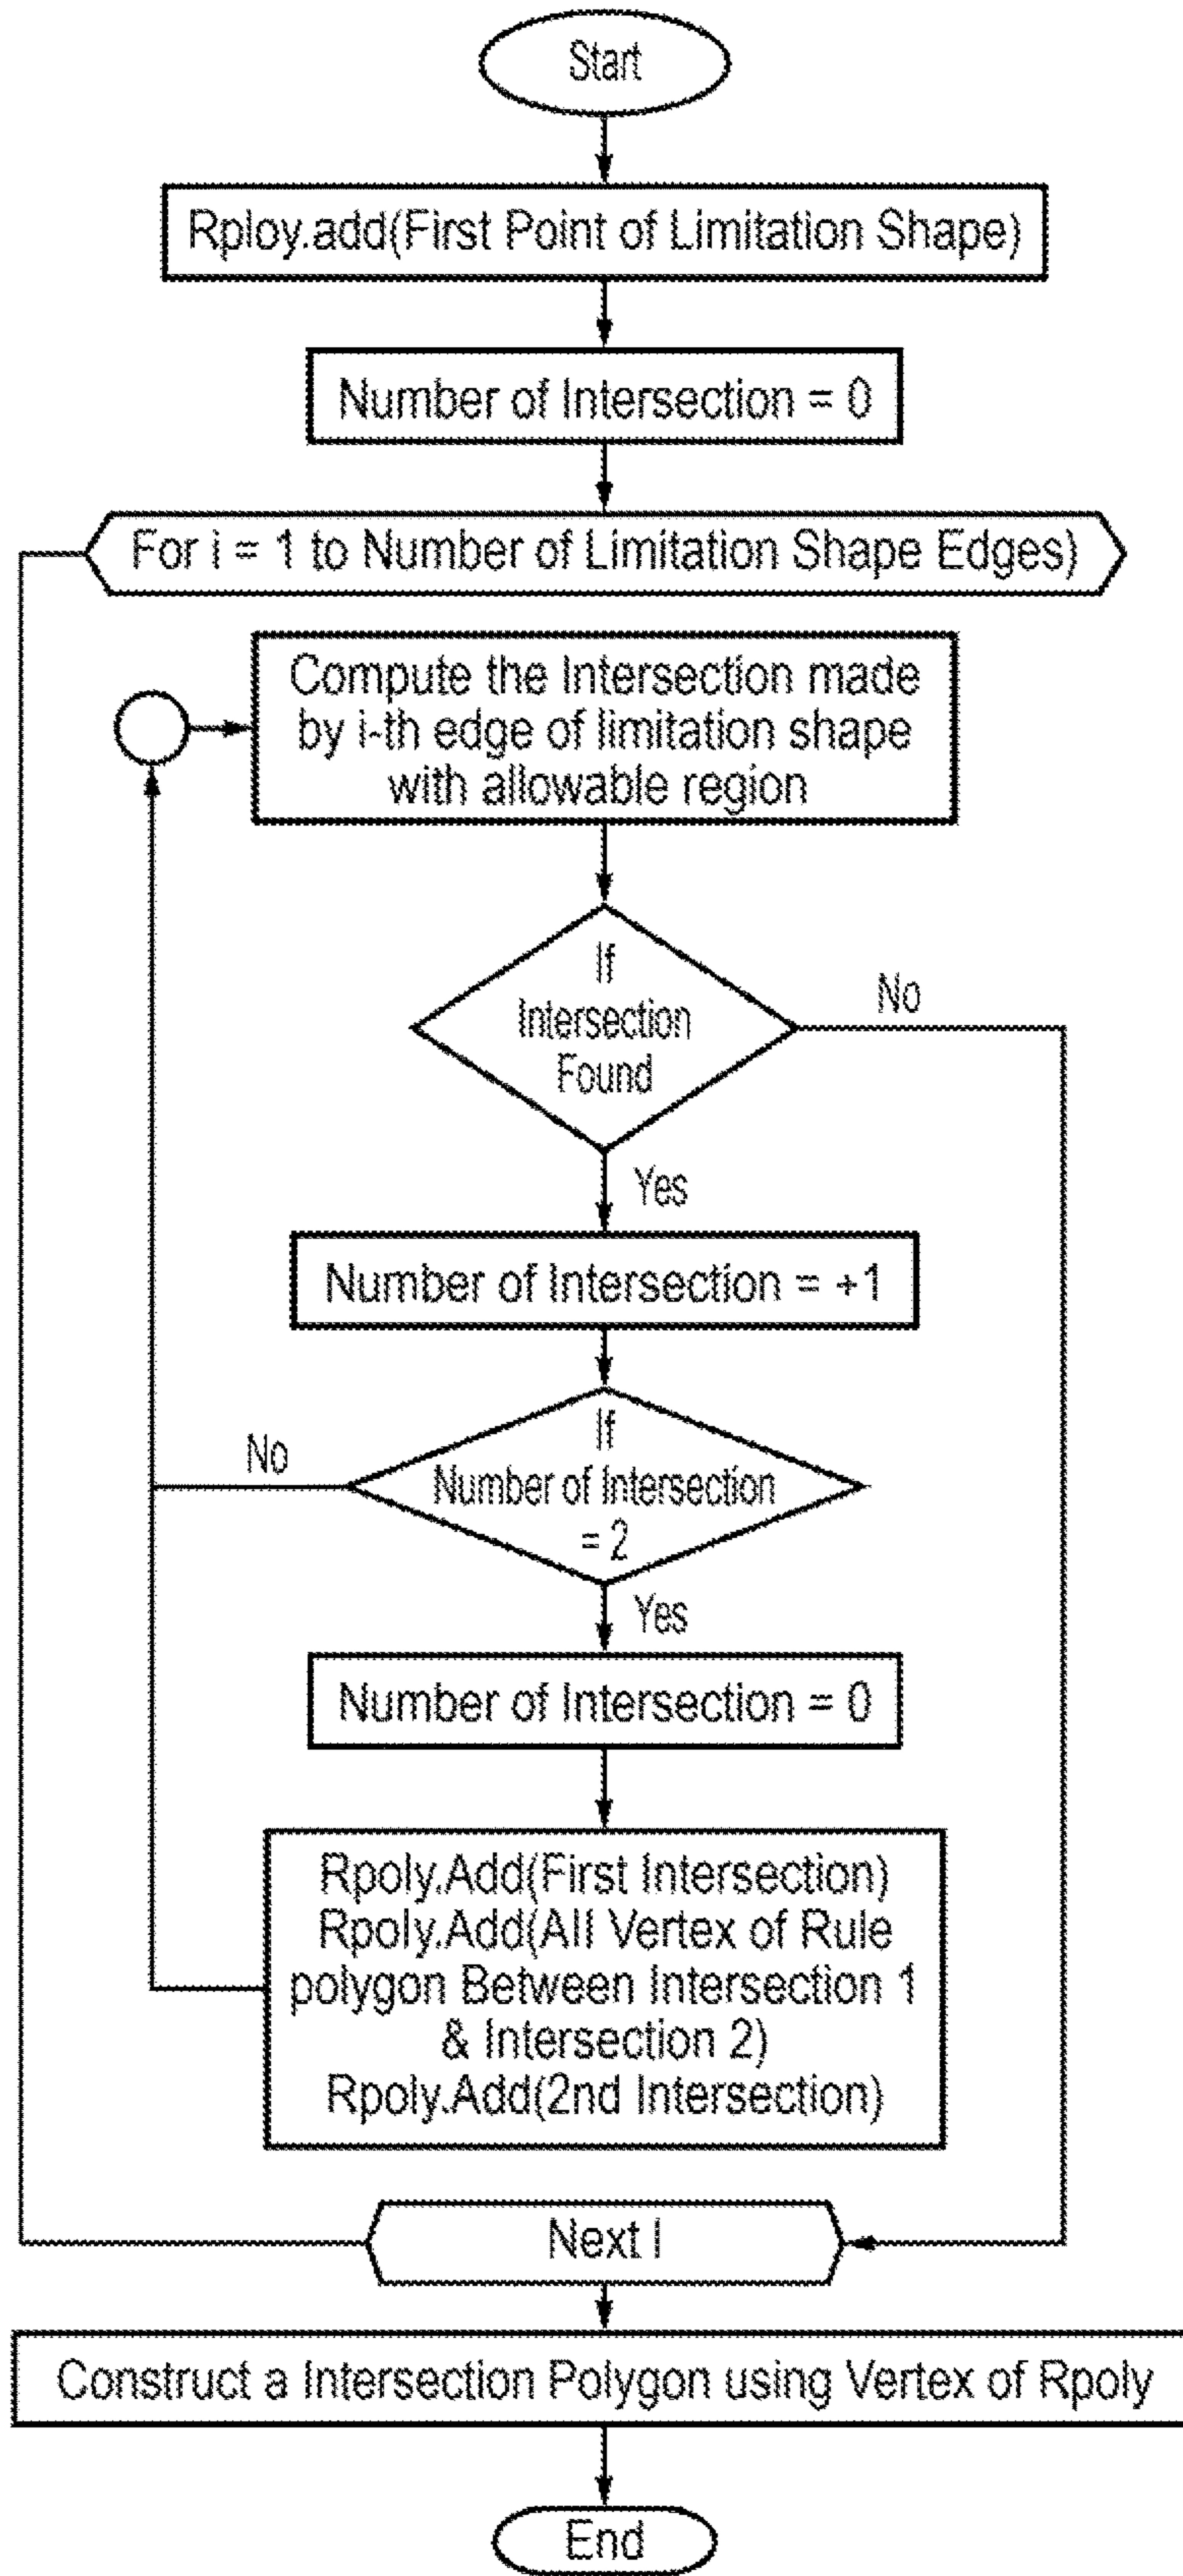 Start
Rploy.add(First Point of Limitation Shape)
Number of Intersection = 0
For i = 1 to Number of Limitation Shape Edges)
Compute the Intersection made
by i-th edge of limitation shape
with allowable region
If
Intersection
Found
No
Yes
Number of Intersection = +1
If
Number of Intersection
= 2
No
Yes
Number of Intersection = 0
Rpoly.Add(First Intersection)
Rpoly.Add(All Vertex of Rule
polygon Between Intersection 1
& Intersection 2)
Rpoly.Add(2nd Intersection)
Next I
Construct a Intersection Polygon using Vertex of Rpoly
End